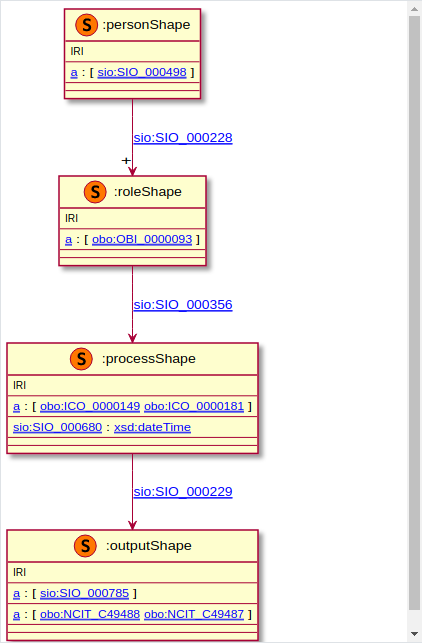 S :personShape
IRI
a : [ sio:SIO_000498 ]
sio:SIO_000228
+
S :roleShape
IRI
a : [ obo:OBI_0000093 ]
sio:SIO_000356
S :processShape
IRI
a : [ obo:ICO_0000149 obo:ICO_0000181 ]
sio:SIO_000680 : xsd:dateTime
sio:SIO_000229
S :outputShape
IRI
a : [ sio:SIO_000785 ]
a : [ obo:NCIT_C49488 obo:NCIT_C49487 ]